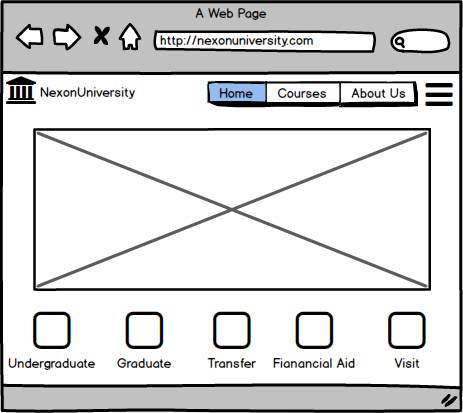 A Web Page
http://nexonuniversity.com
NexonUniversity
Home Courses About Us
Undergraduate Graduate Transfer Fianancial Aid Visit